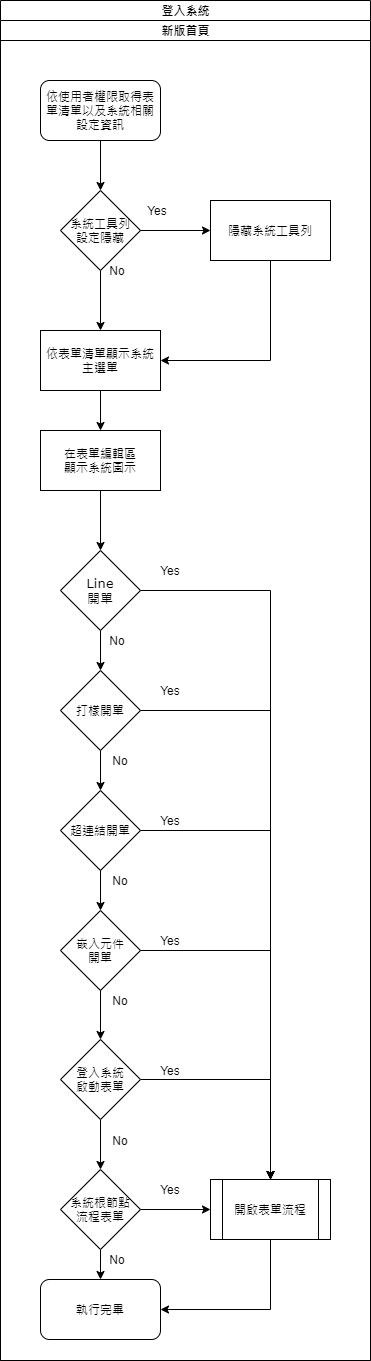 登入系統
新版首頁
依使用者權限取得表
單清單以及系統相關
設定資訊
系統工具列
設定隱藏
Yes
隱藏系統工具列
No
依表單清單顯示系統
主選單
在表單編輯區
顯示系統圖示
Line
開單
Yes
No
打樣開單
Yes
No
超連結開單
Yes
No
嵌入元件
開單
Yes
No
登入系統
啟動表單
Yes
No
系統根節點
流程表單
Yes
開啟表單流程
No
執行完畢